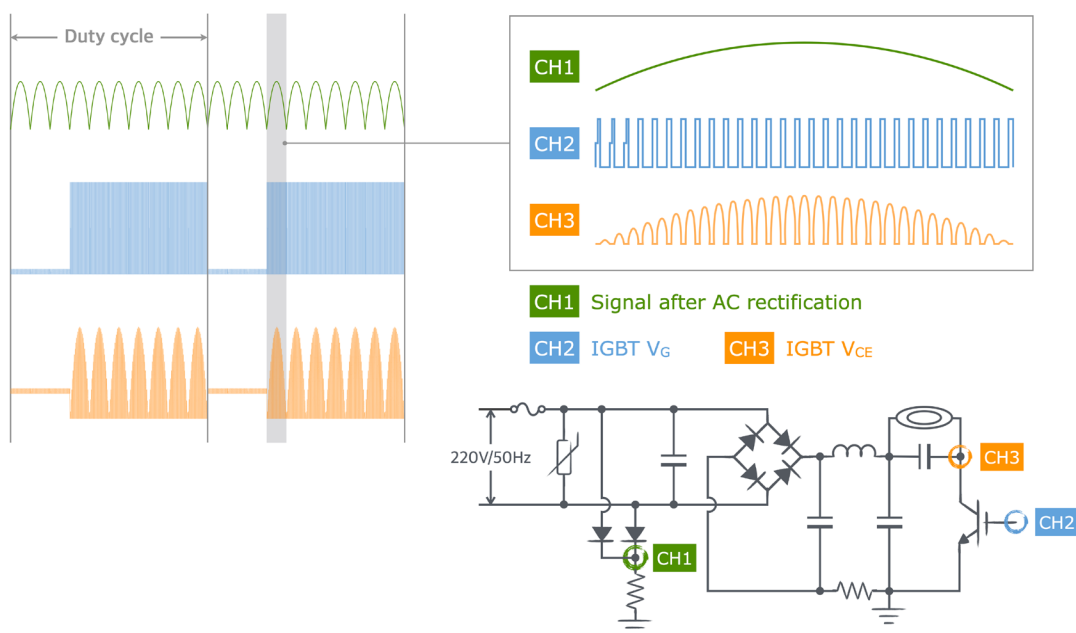 Duty cycle
CH1
CH2
CH3
CH1 Signal after AC rectification
CH2 IGBT VG CH3 IGBT VCE
220V/50Hz
CH3
CH2
CH1